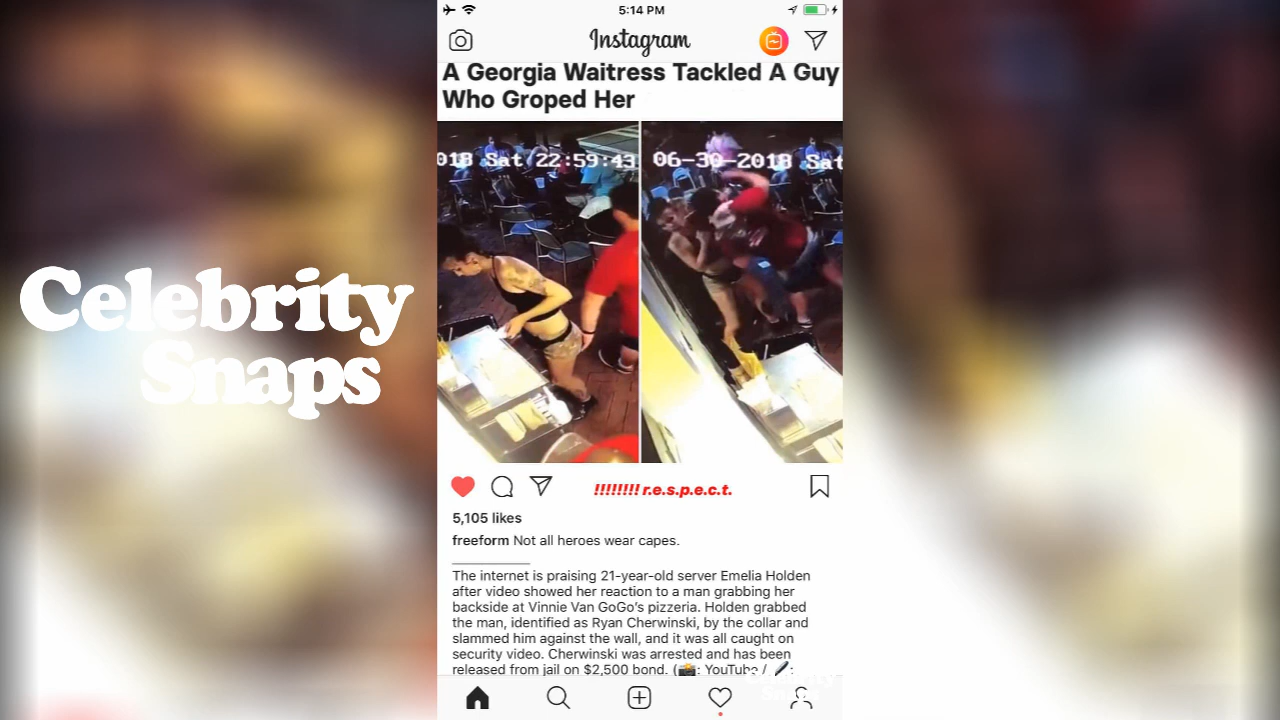 5:14 PM
Instagram
A Georgia Waitress Tackled A Guy
Who Groped Her
018 Sat 22:59:43
06-30-2018 Sat
Celebrity
Snaps
!!!!!!!! r.e.s.p.e.c.t.
5,105 likes
freeform Not all heroes wear capes.
The internet is praising 21-year-old server Emelia Holden
after video showed her reaction to a man grabbing her
backside at Vinnie Van GoGo's pizzeria. Holden grabbed
the man, identified as Ryan Cherwinski, by the collar and
slammed him against the wall, and it was all caught on
security video. Cherwinski was arrested and has been
released from jail on $2,500 bond. (📸: YouTube / 🖊:
Celebrity
Snaps